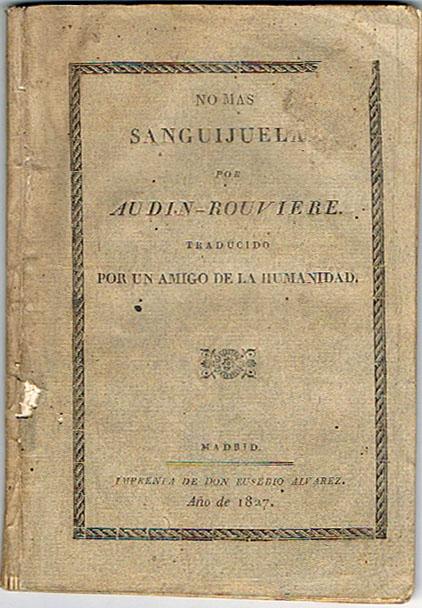 NO MAS
SANGUIJUELA
POR
AUDIN-ROUVIERE.
TRADUCIDO
POR UN AMIGO DE LA HUMANIDAD.
MADRID.
IMPRENTA DE DON EUSEBIO ALVAREZ.
Año de 1827.